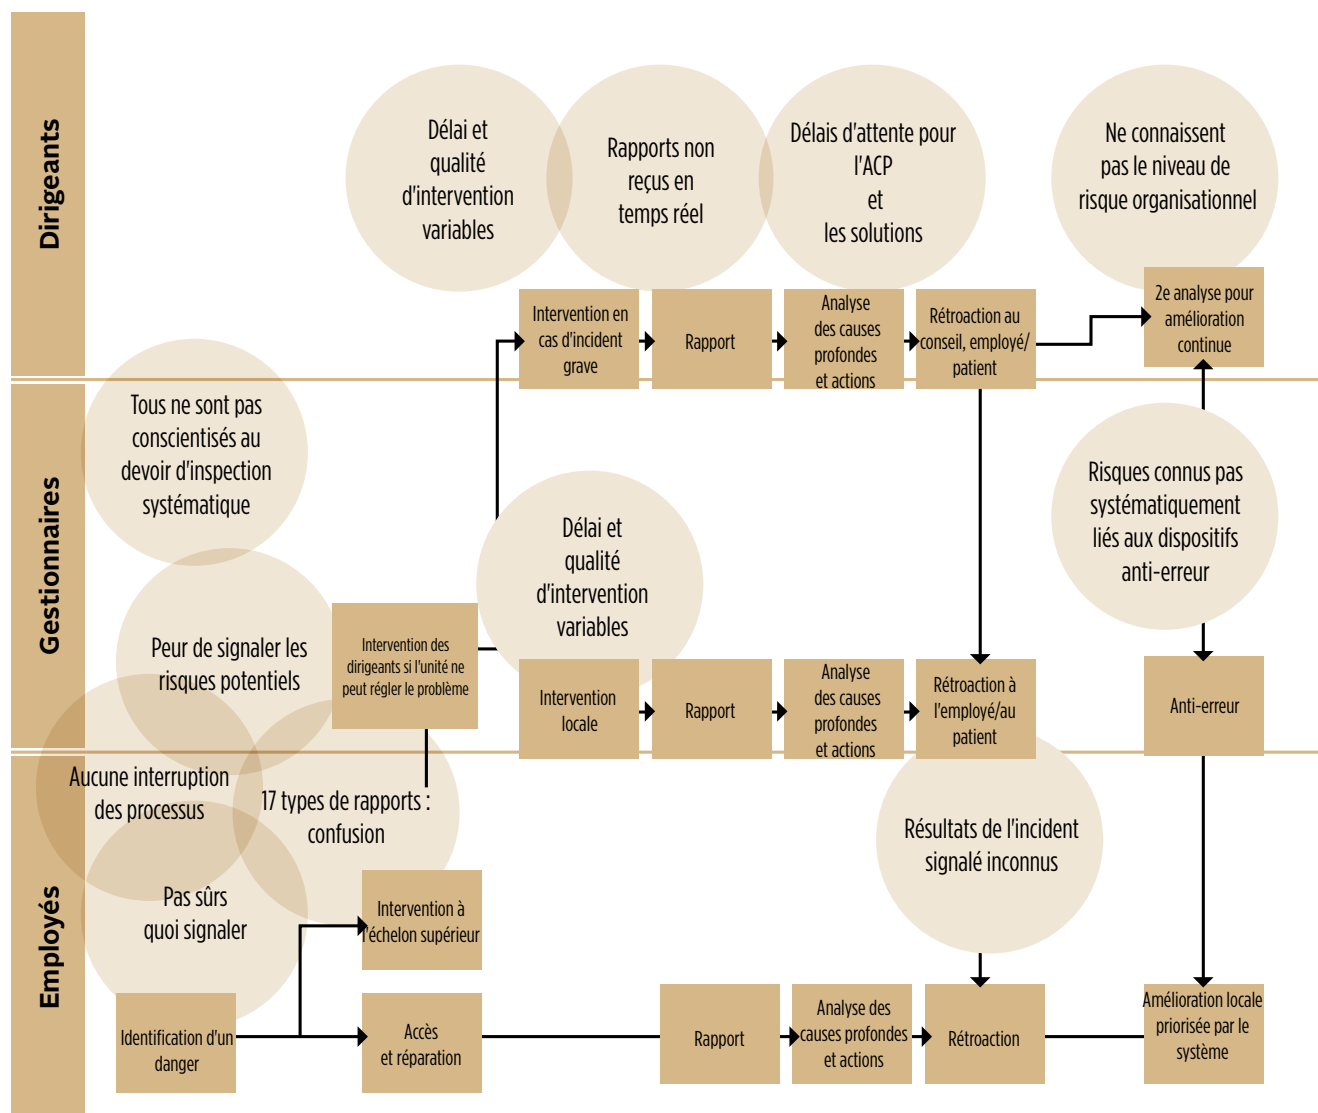 Dirigeants
Délai et
qualité
d'intervention
variables
Rapports non
reçus en
temps réel
Délais d'attente pour
l'ACP
et
les solutions
Ne connaissent
pas le niveau de
risque organisationnel
Intervention en
cas d'incident
grave
Rapport
Analyse
des causes
profondes
et actions
Rétroaction au
conseil, employé/
patient
2e analyse pour
amélioration
continue
Gestionnaires
Tous ne sont pas
conscientisés au
devoir d'inspection
systématique
Peur de signaler les
risques potentiels
Intervention des
dirigeants si l'unité ne
peut régler le problème
Délai et
qualité
d'intervention
variables
Risques connus pas
systématiquement
liés aux dispositifs
anti-erreur
Intervention
locale
Rapport
Analyse
des causes
profondes
et actions
Rétroaction à
l'employé/au
patient
Anti-erreur
Employés
Aucune interruption
des processus
17 types de rapports :
confusion
Pas sûrs
quoi signaler
Résultats de l'incident
signalé inconnus
Intervention à
l'échelon supérieur
Identification d'un
danger
Accès
et réparation
Rapport
Analyse des
causes profondes
et actions
Rétroaction
Amélioration locale
priorisée par le
système